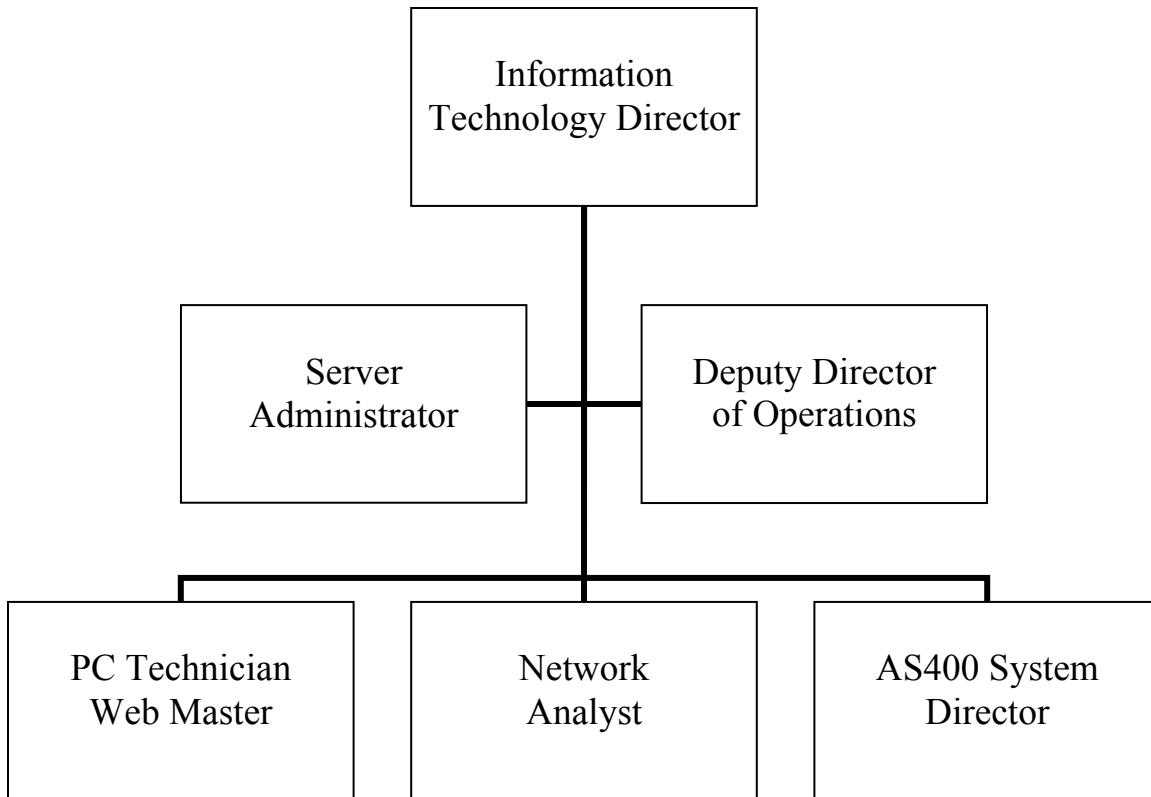 Information
Technology Director
Server
Administrator
Deputy Director
of Operations
PC Technician
Web Master
Network
Analyst
AS400 System
Director